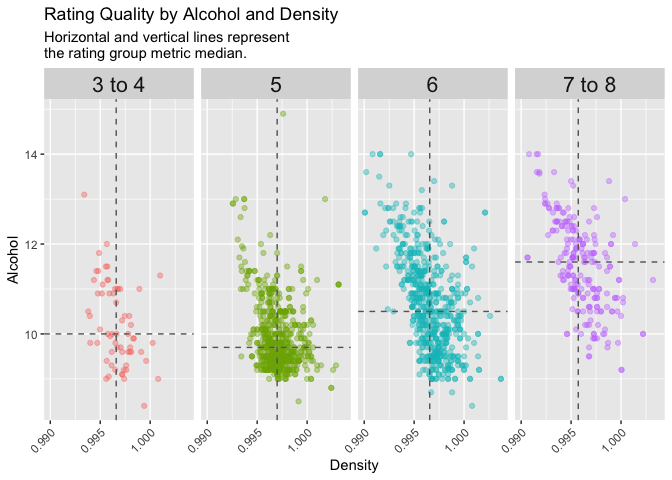 Rating Quality by Alcohol and Density
Horizontal and vertical lines represent
the rating group metric median.
3 to 4 5 6 7 to 8
Alcohol
14
12
10
0.990 0.995 1.000 0.990 0.995 1.000 0.990 0.995 1.000 0.990 0.995 1.000
Density